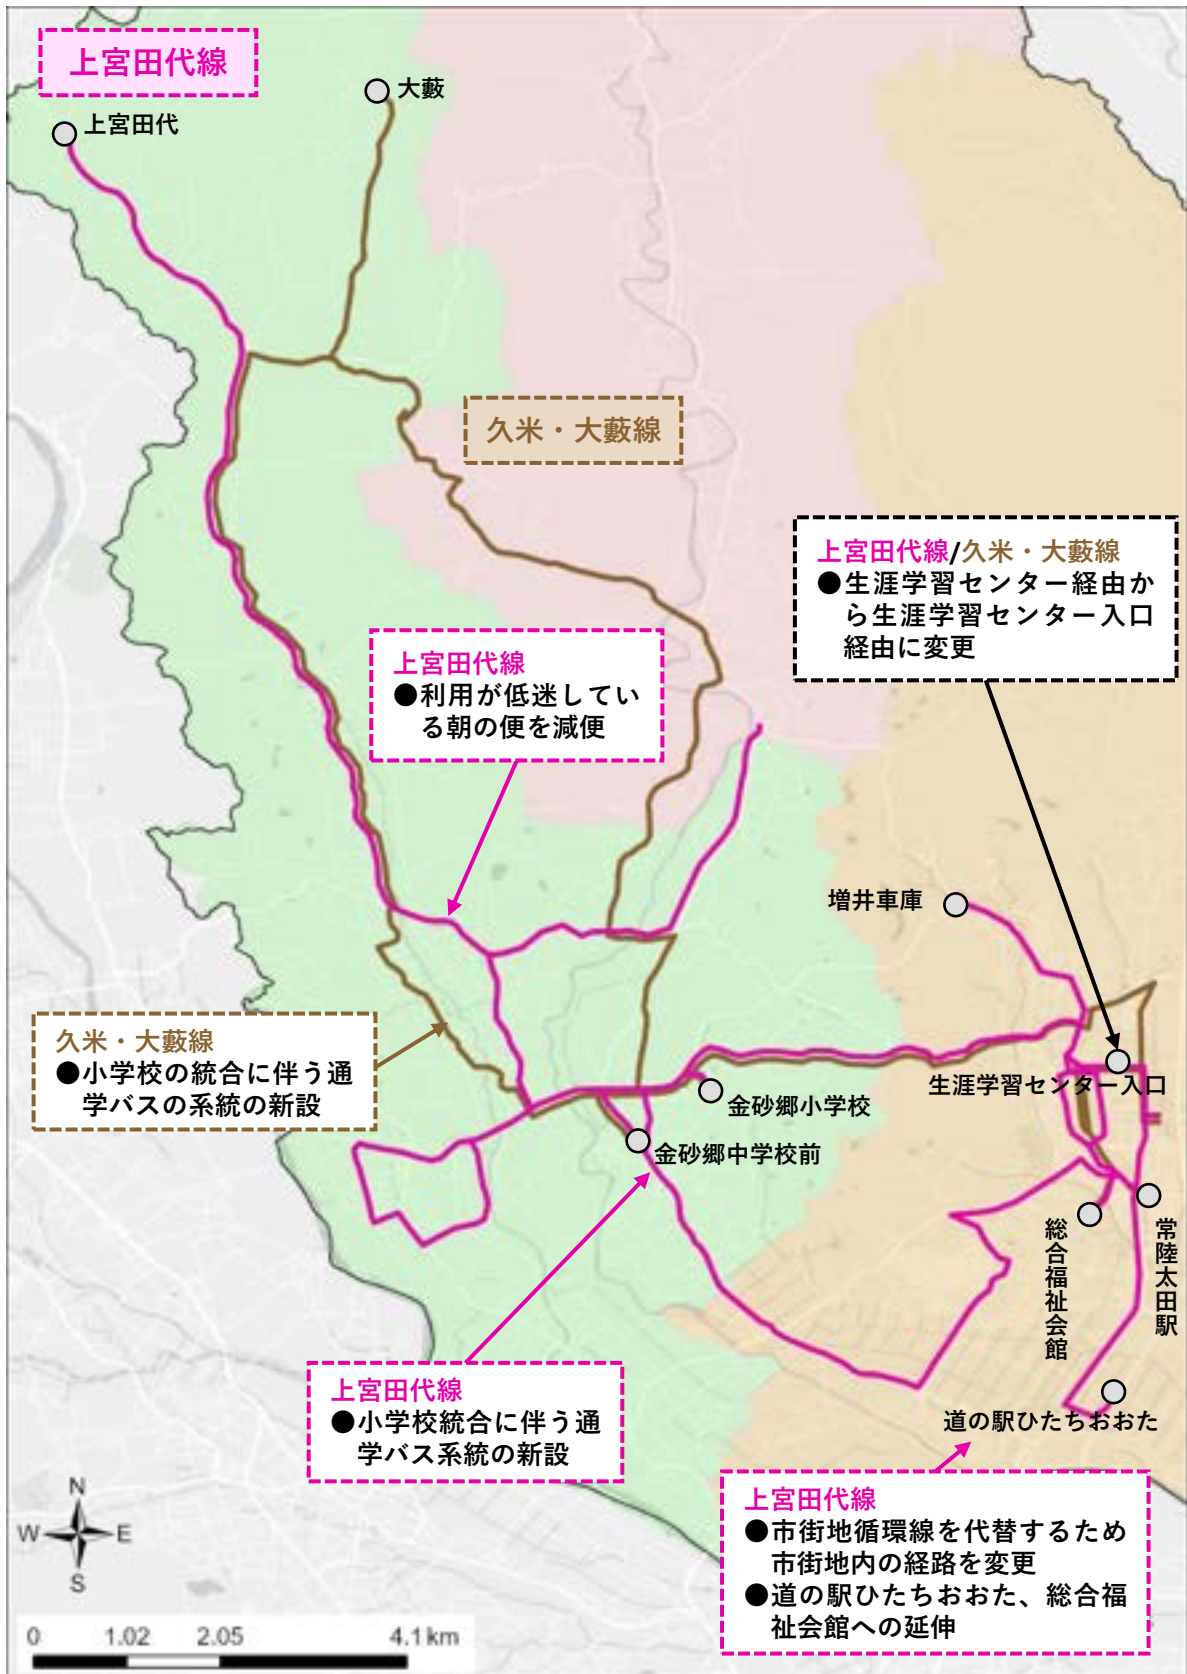 上宮田代線
大藪
上宮田代
久米・大藪線
上宮田代線/久米・大藪線
●生涯学習センター経由か
ら生涯学習センター入口
経由に変更
上宮田代線
●利用が低迷してい
る朝の便を減便
増井車庫
久米・大藪線
●小学校の統合に伴う通
学バスの系統の新設
生涯学習センター入口
金砂郷小学校
金砂郷中学校前
総合福祉会館
常陸太田駅
上宮田代線
●小学校統合に伴う通
学バス系統の新設
道の駅ひたちおおた
上宮田代線
●市街地循環線を代替するため
市街地内の経路を変更
●道の駅ひたちおおた、総合福
祉会館への延伸
N
W E
S
0 1.02 2.05 4.1km